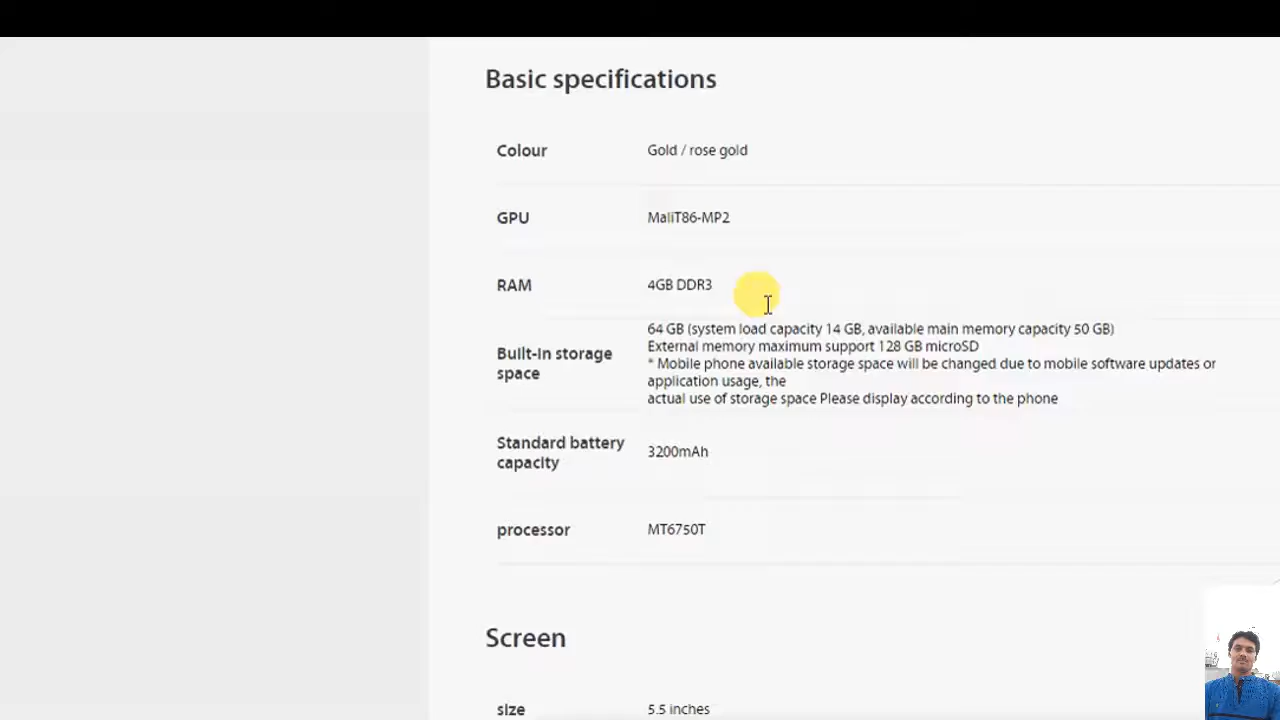 Basic specifications
Colour Gold / rose gold
GPU MaliT86-MP2
RAM 4GB DDR3
Built-in storage space
64 GB (system load capacity 14 GB, available main memory capacity 50 GB)
External memory maximum support 128 GB microSD
* Mobile phone available storage space will be changed due to mobile software updates or
application usage, the
actual use of storage space Please display according to the phone
Standard battery
capacity
3200mAh
processor MT6750T
Screen
size 5.5 inches